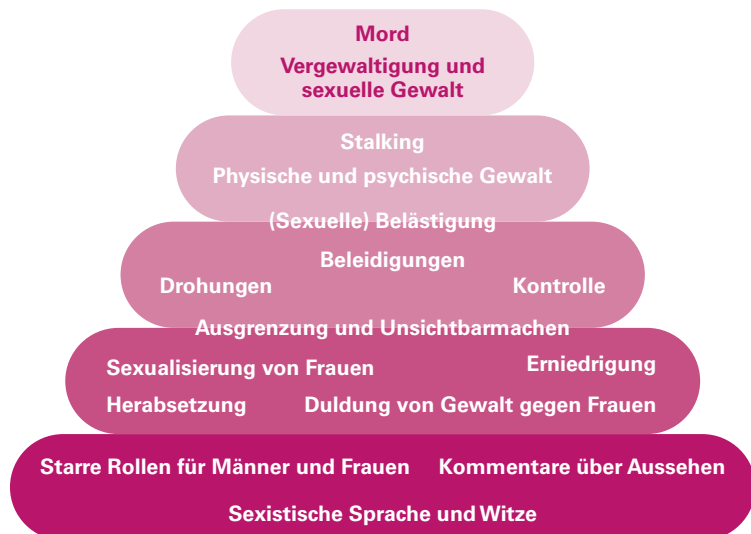 Mord
Vergewaltigung und
sexuelle Gewalt
Stalking
Physische und psychische Gewalt
(Sexuelle) Belästigung
Beleidigungen
Drohungen Kontrolle
Ausgrenzung und Unsichtbarmachen
Sexualisierung von Frauen Erniedrigung
Herabsetzung Duldung von Gewalt gegen Frauen
Starre Rollen für Männer und Frauen Kommentare über Aussehen
Sexistische Sprache und Witze